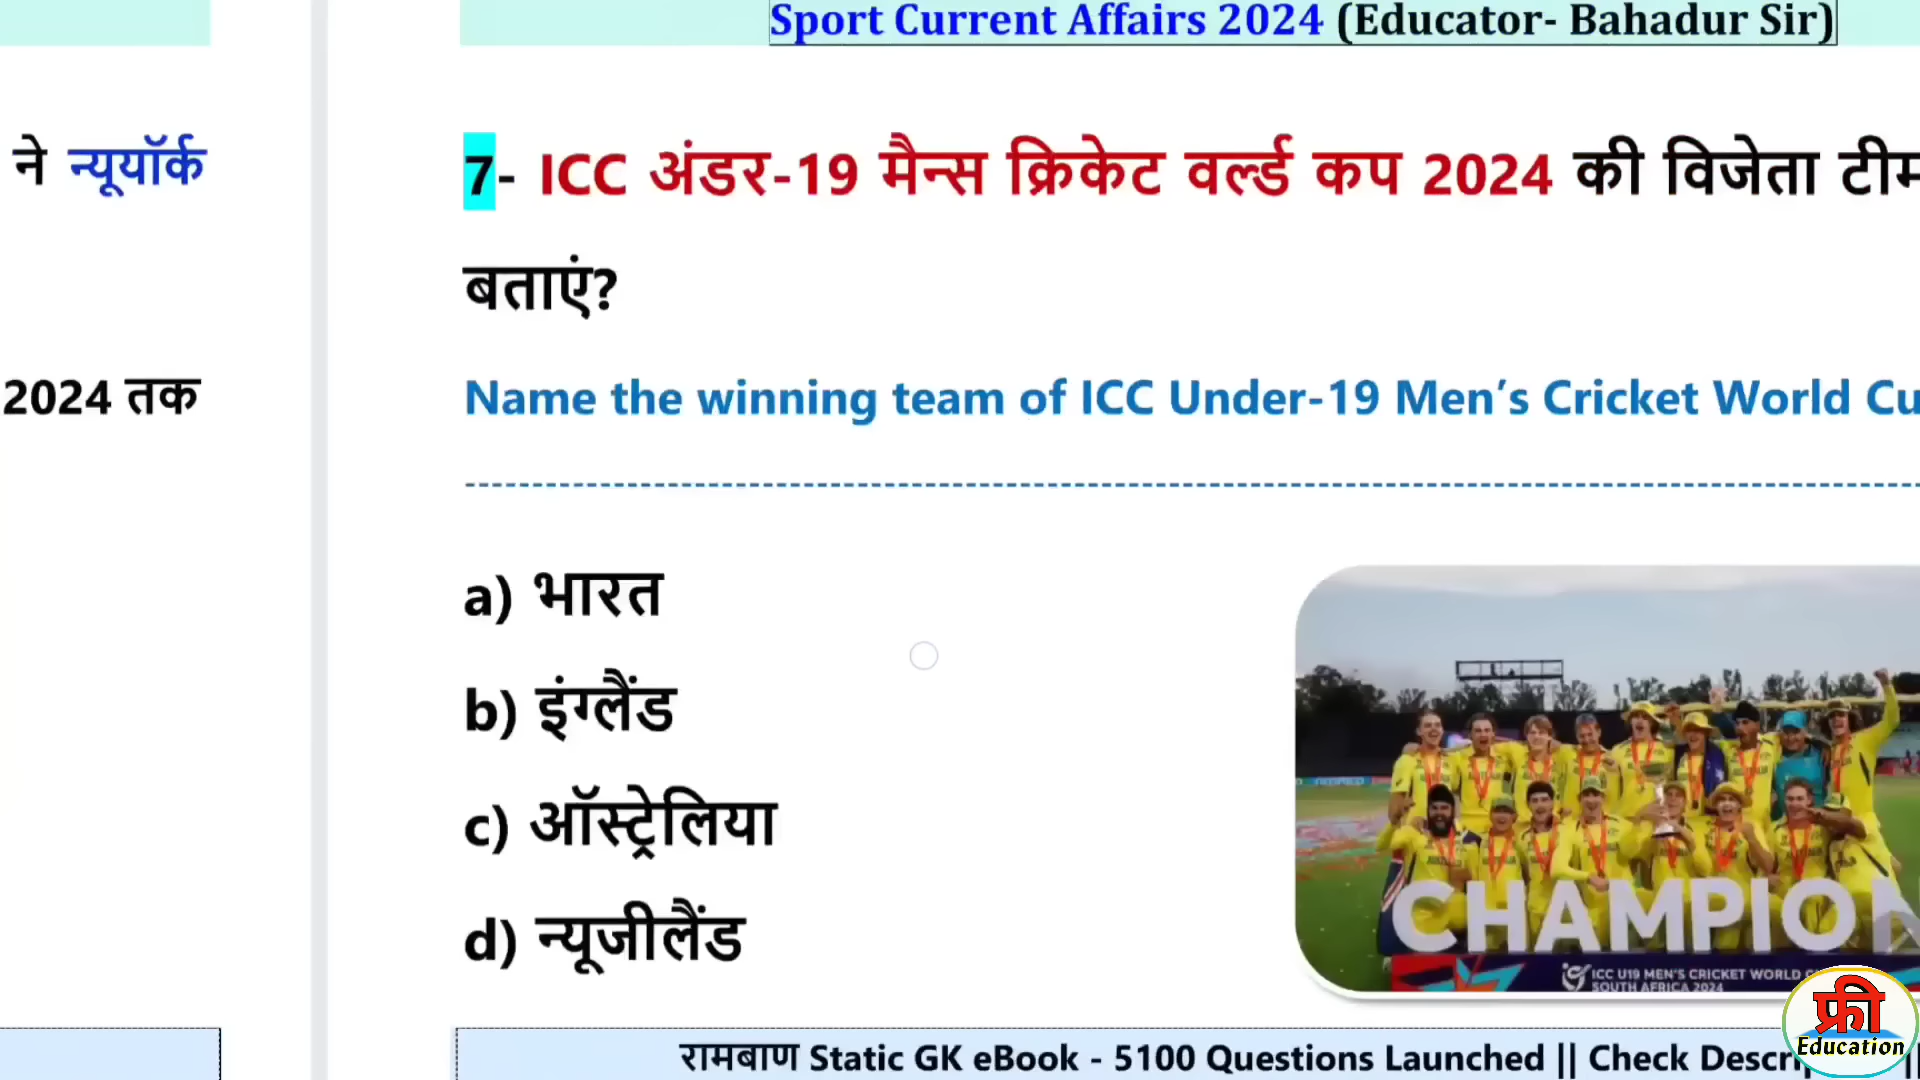 Sport Current Affairs 2024 (Educator- Bahadur Sir)
ने न्यूयॉर्क
2024 तक
7- ICC अंडर-19 मैन्स क्रिकेट वर्ल्ड कप 2024 की विजेता टीम
बताएं?
Name the winning team of ICC Under-19 Men’s Cricket World Cu
a) भारत
b) इंग्लैंड
c) ऑस्ट्रेलिया
d) न्यूजीलैंड
CHAMPION
ICC U19 MEN'S CRICKET WORLD C
SOUTH AFRICA 2024
रामबाण Static GK eBook - 5100 Questions Launched || Check Descr
फ्री
Education